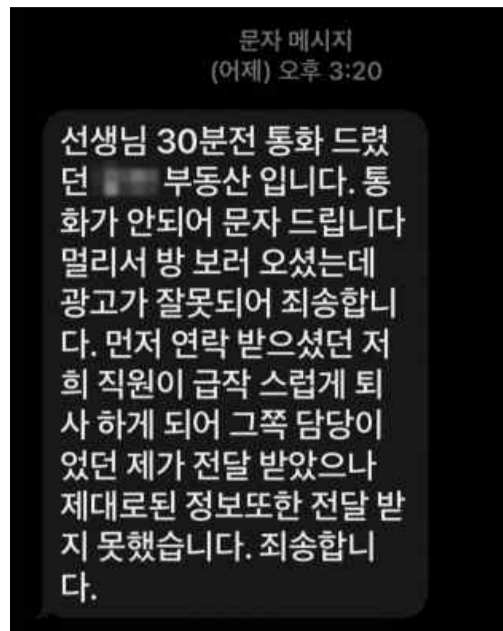 문자 메시지
(어제) 오후 3:20
선생님 30분전 통화 드렸
던 부동산 입니다. 통
화가 안되어 문자 드립니다
멀리서 방 보러 오셨는데
광고가 잘못되어 죄송합니
다. 먼저 연락 받으셨던 저
희 직원이 급작 스럽게 퇴
사 하게 되어 그쪽 담당이
었던 제가 전달 받았으나
제대로된 정보또한 전달 받
지 못했습니다. 죄송합니
다.